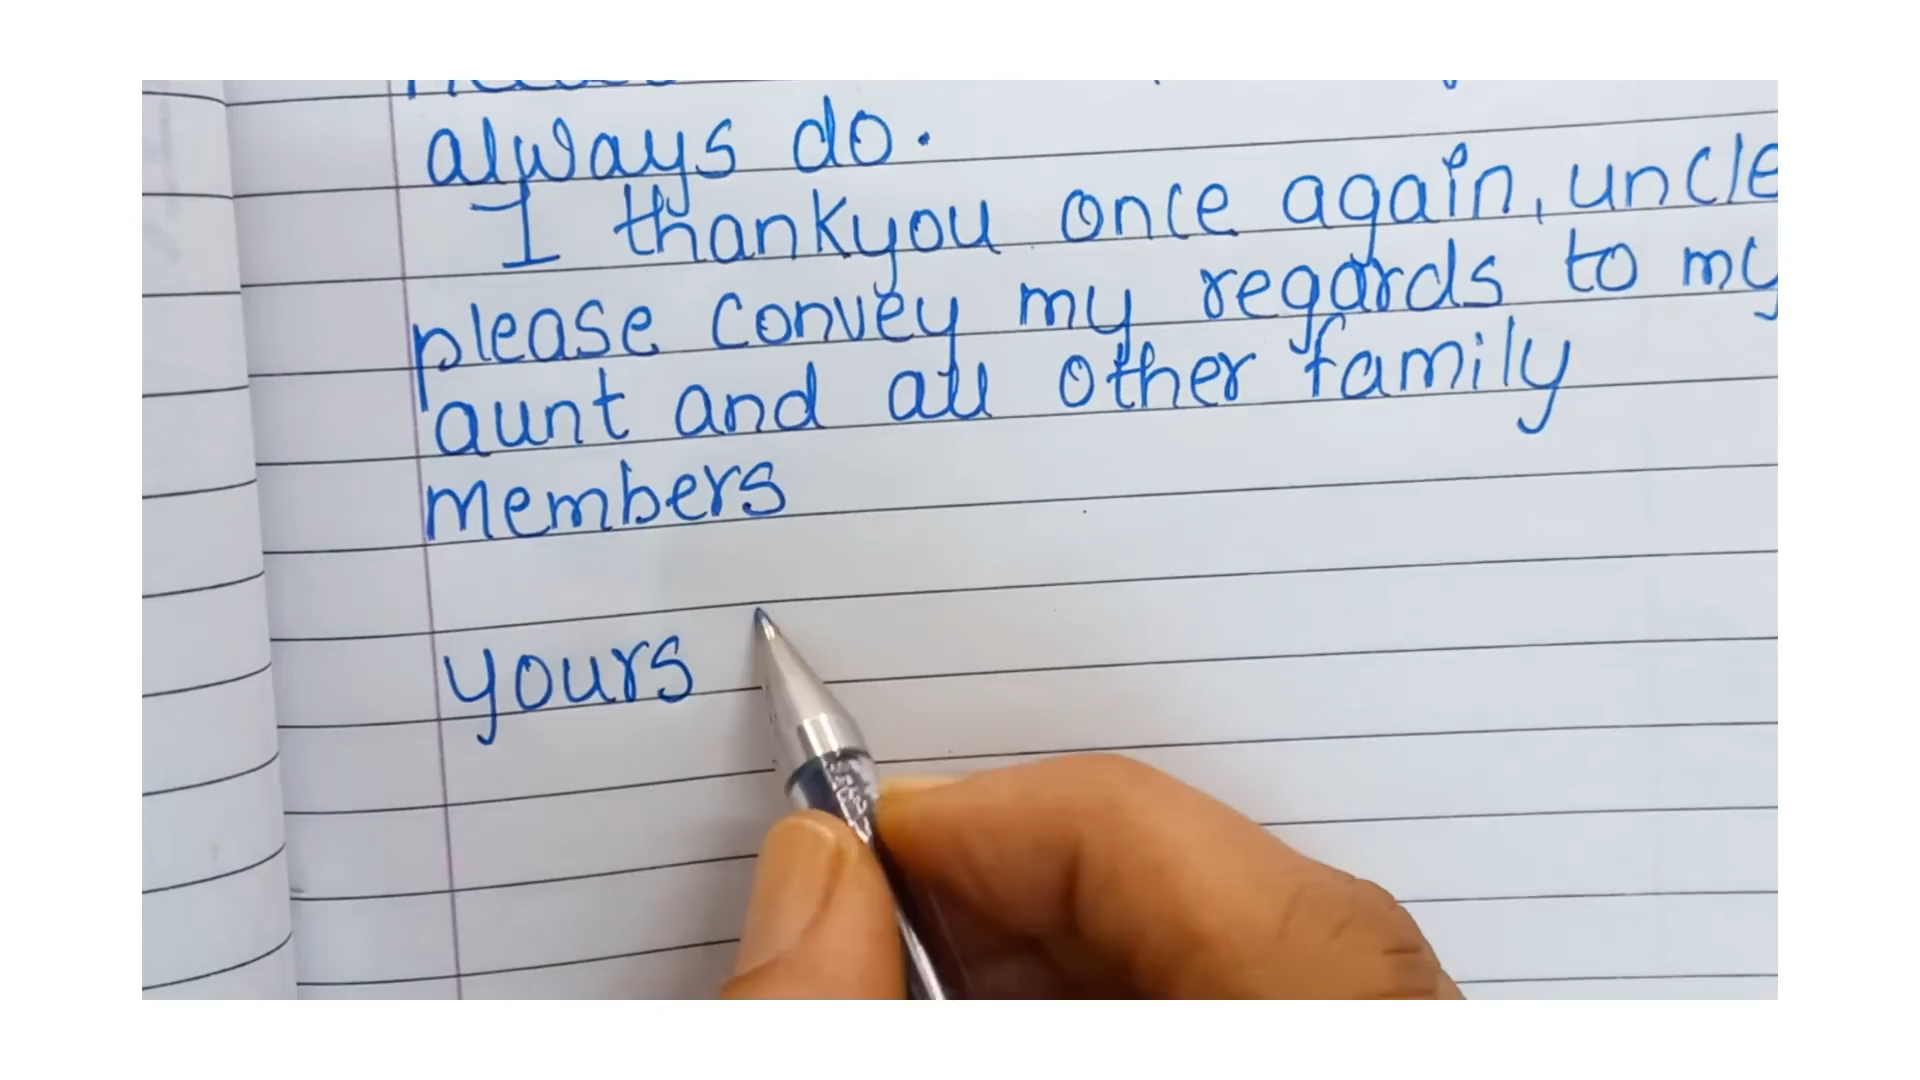 always do.
I thankyou once again, uncle
please convey my regards to my
aunt and all other family
members
yours